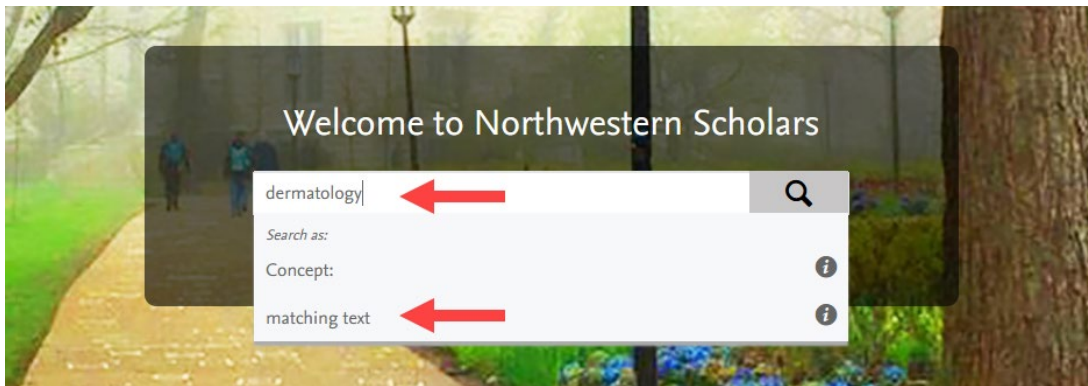 Welcome to Northwestern Scholars
dermatology
Search as:
Concept:
matching text